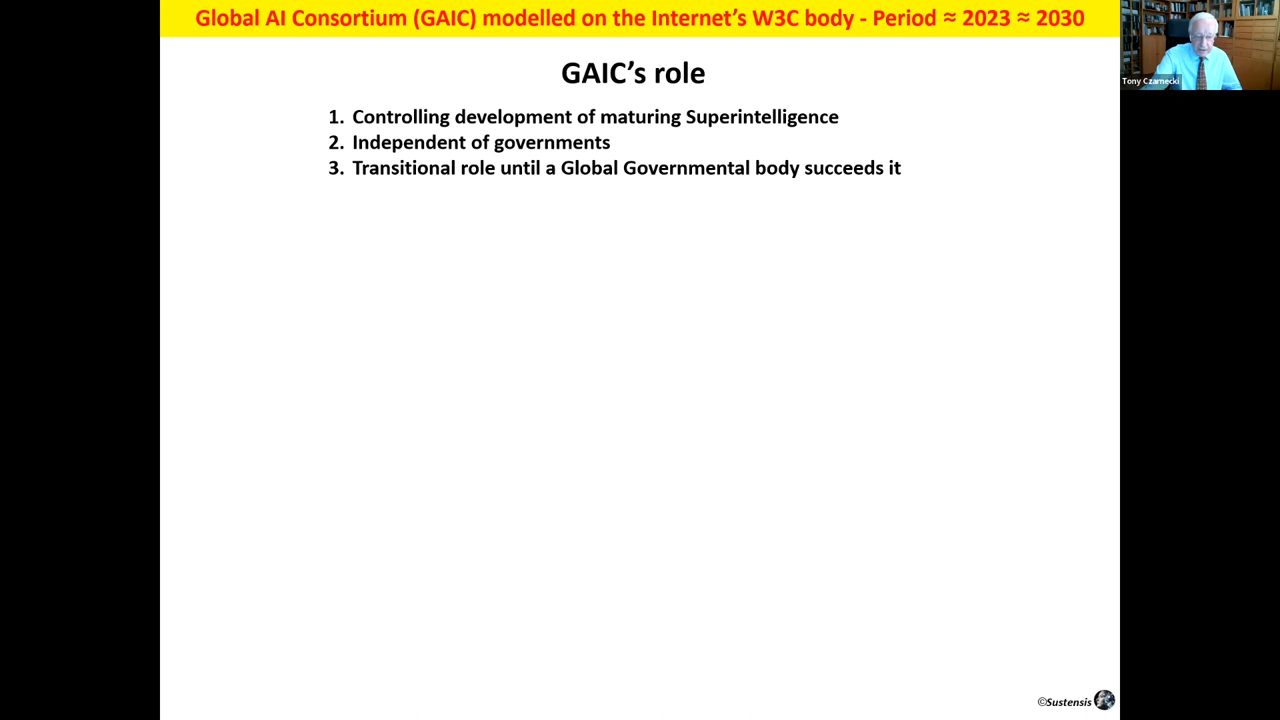 Global AI Consortium (GAIC) modelled on the Internet's W3C body - Period ≈ 2023 ≈ 2030
Tony Czarnecki
GAIC's role
1. Controlling development of maturing Superintelligence
2. Independent of governments
3. Transitional role until a Global Governmental body succeeds it
©Sustensis